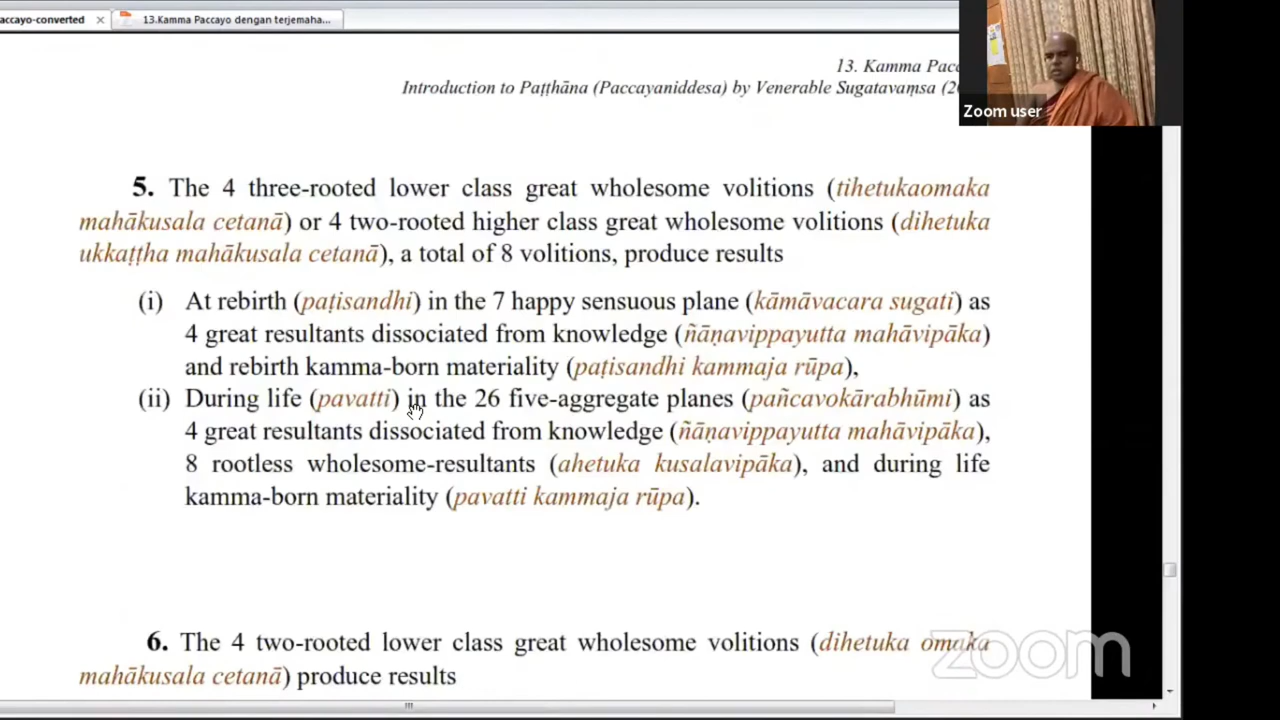 accayo-converted
13.Kamma Paccayo dengan terjemaha...
13. Kamma Pacc
Introduction to Paṭṭhāna (Paccayaniddesa) by Venerable Sugatavaṃsa (2
Zoom user
5. The 4 three-rooted lower class great wholesome volitions (tihetukaomaka
mahākusala cetanā) or 4 two-rooted higher class great wholesome volitions (dihetuka
ukkaṭṭha mahākusala cetanā), a total of 8 volitions, produce results
(i) At rebirth (paṭisandhi) in the 7 happy sensuous plane (kāmāvacara sugati) as
4 great resultants dissociated from knowledge (ñāṇavippayutta mahāvipāka)
and rebirth kamma-born materiality (paṭisandhi kammaja rūpa),
(ii) During life (pavatti) in the 26 five-aggregate planes (pañcavokārabhūmi) as
4 great resultants dissociated from knowledge (ñāṇavippayutta mahāvipāka),
8 rootless wholesome-resultants (ahetuka kusalavipāka), and during life
kamma-born materiality (pavatti kammaja rūpa).
6. The 4 two-rooted lower class great wholesome volitions (dihetuka omaka
mahākusala cetanā) produce results
zoom